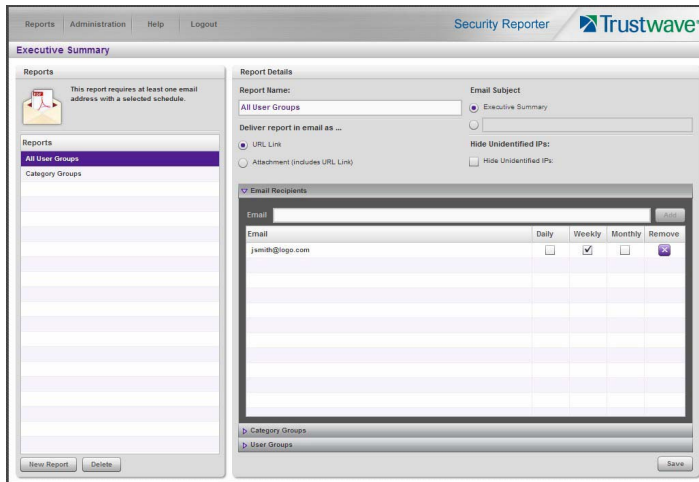 Reports Administration Help Logout
Security Reporter
Trustwave
Executive Summary
Reports
PDF
This report requires at least one email
address with a selected schedule.
Reports
All User Groups
Category Groups
New Report Delete
Report Details
Report Name:
All User Groups
Deliver report in email as ...
URL Link
Attachment (includes URL Link)
Email Subject
Executive Summary
Hide Unidentified IPs:
Hide Unidentified IPs:
Email Recipients
Email Add
Email Daily Weekly Monthly Remove
jsmith@logo.com
Category Groups
User Groups
Save